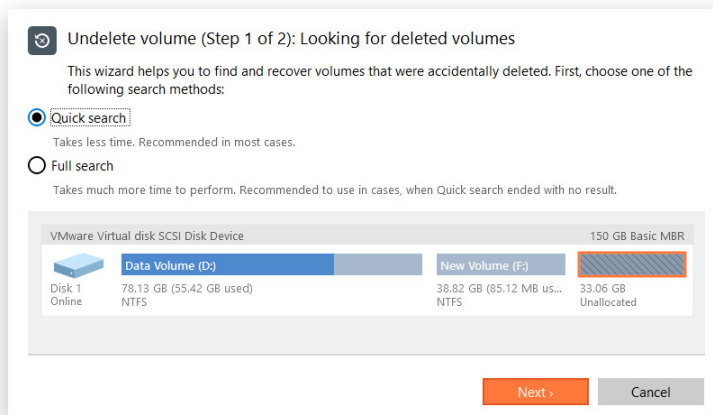 Undelete volume (Step 1 of 2): Looking for deleted volumes
This wizard helps you to find and recover volumes that were accidentally deleted. First, choose one of the
following search methods:
Quick search
Takes less time. Recommended in most cases.
Full search
Takes much more time to perform. Recommended to use in cases, when Quick search ended with no result.
VMware Virtual disk SCSI Disk Device 150 GB Basic MBR
Data Volume (D:) New Volume (F:)
Disk 1 78.13 GB (55.42 GB used) 38.82 GB (85.12 MB us... 33.06 GB
Online NTFS NTFS Unallocated
Next › Cancel